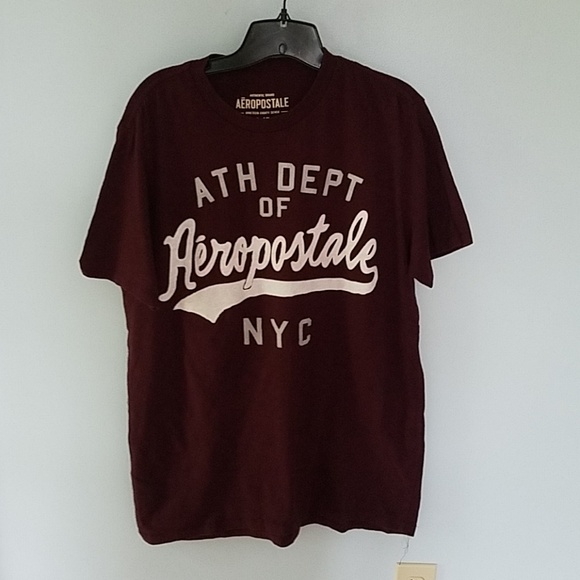 AÉROPOSTALE
ATH DEPT
OF
Aéropostale
NYC